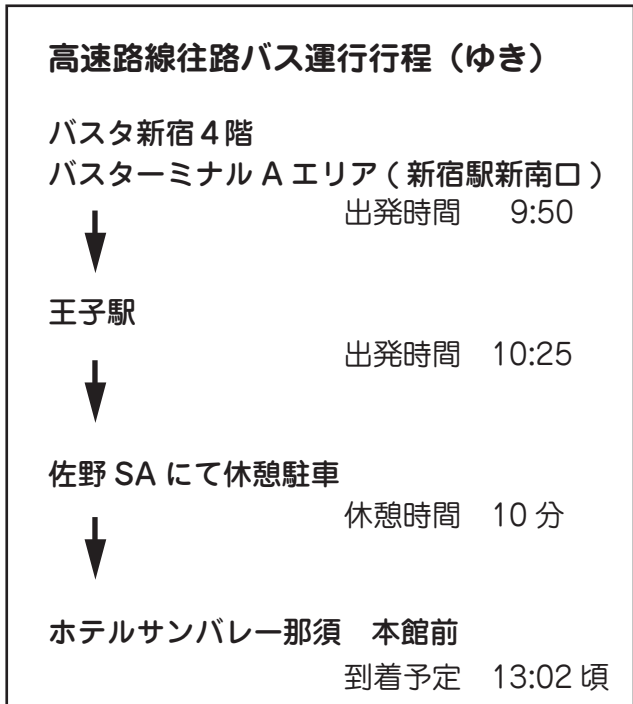 高速路線往路バス運行行程（ゆき）
バスタ新宿４階
バスターミナル A エリア ( 新宿駅新南口 )
出発時間 9:50
王子駅
出発時間 10:25
佐野 SA にて休憩駐車
休憩時間 10 分
ホテルサンバレー那須　本館前
到着予定 13:02 頃